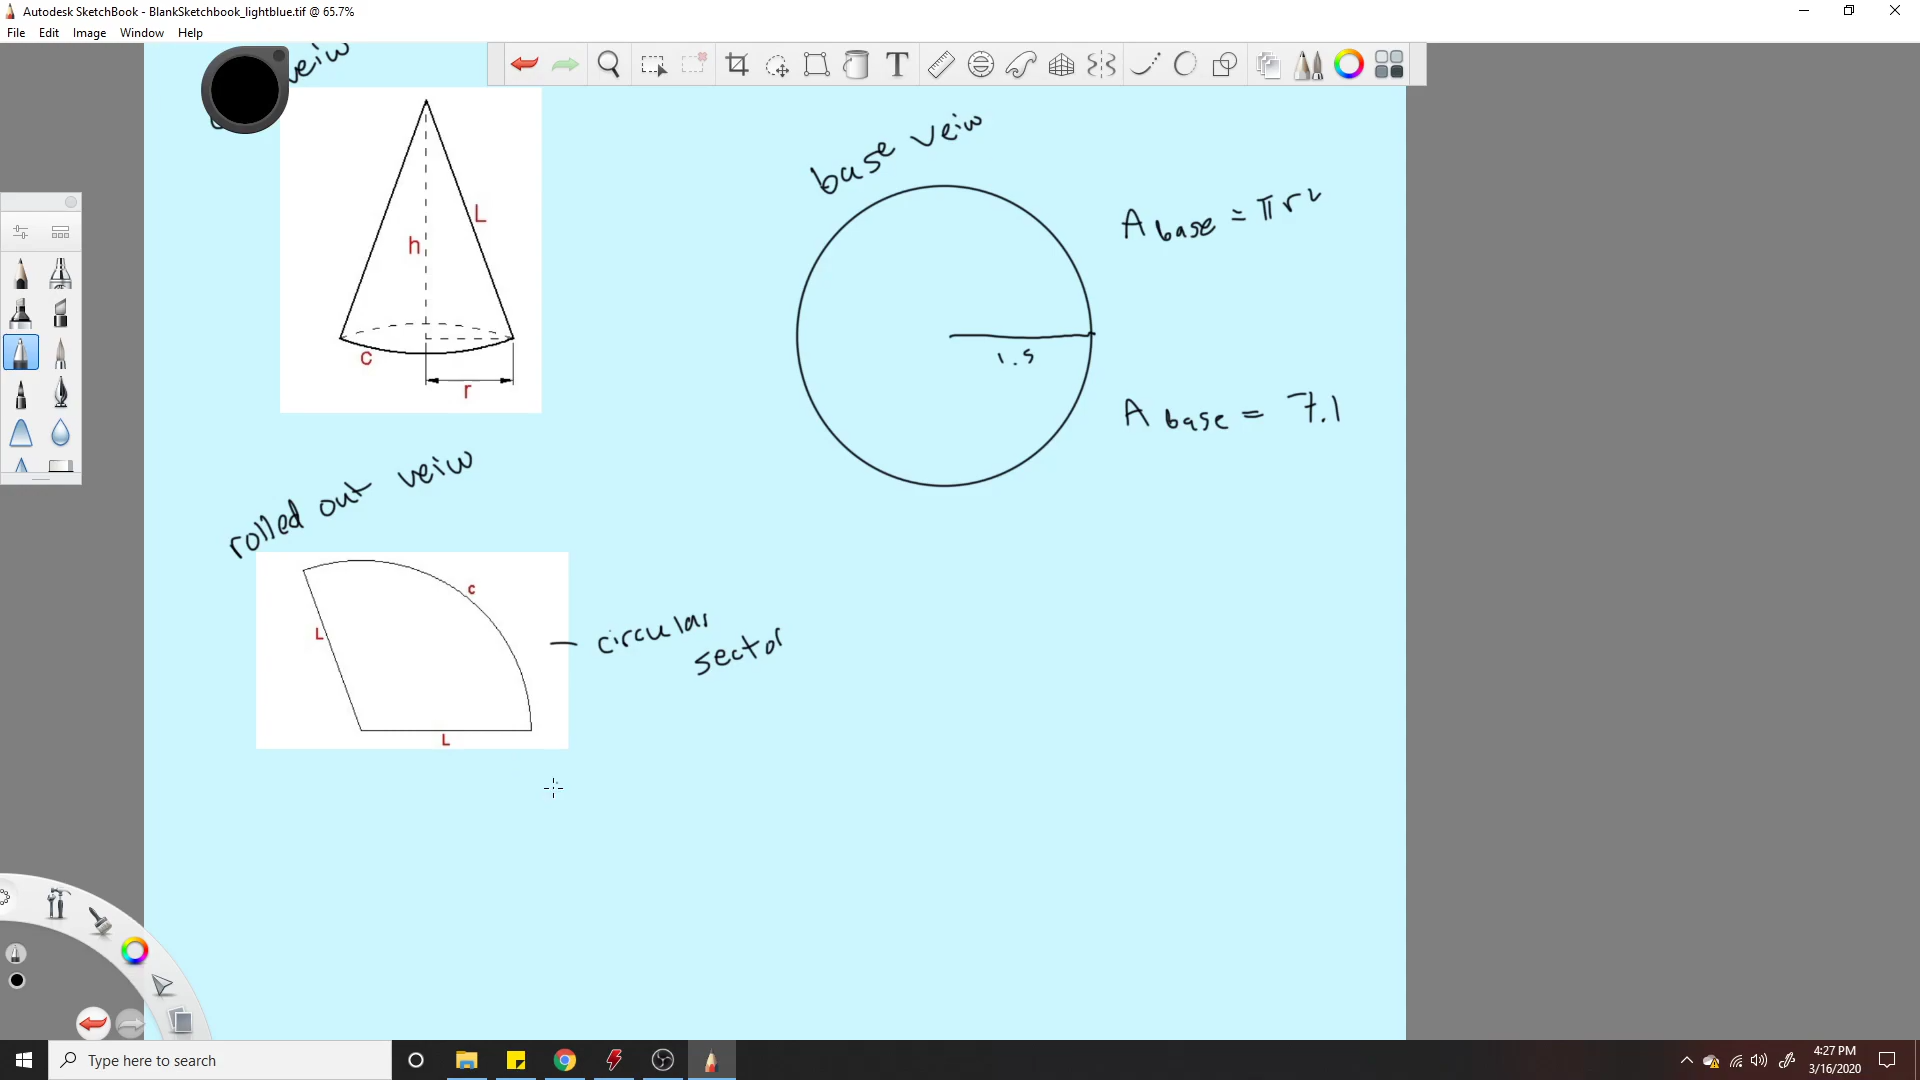 Autodesk SketchBook - BlankSketchbook_lightblue.tif @ 65.7%
File Edit Image Window Help
veiw
L
h
c
r
base veiw
A base = πr²
1.5
A base = 7.1
rolled out veiw
c
L
L
— circular
sector
Type here to search
4:27 PM
3/16/2020